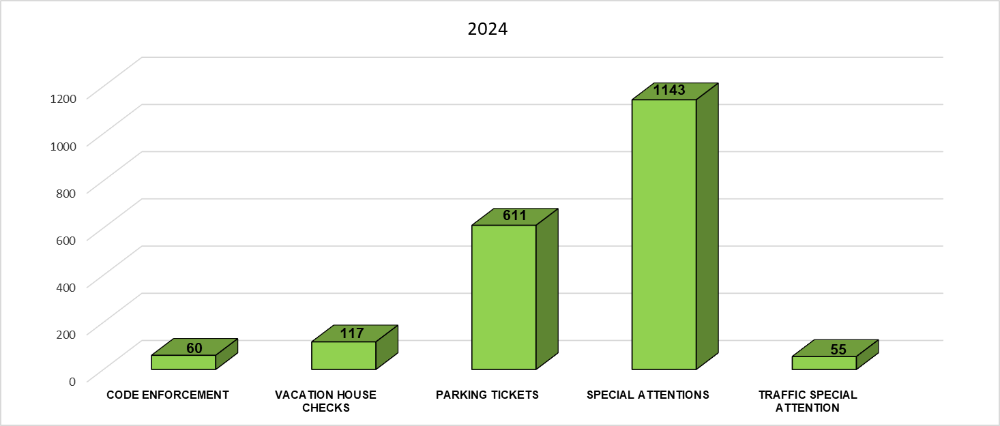 2024
1200
1000
800
600
400
200
0
60
117
611
1143
55
CODE ENFORCEMENT
VACATION HOUSE
CHECKS
PARKING TICKETS
SPECIAL ATTENTIONS
TRAFFIC SPECIAL
ATTENTION